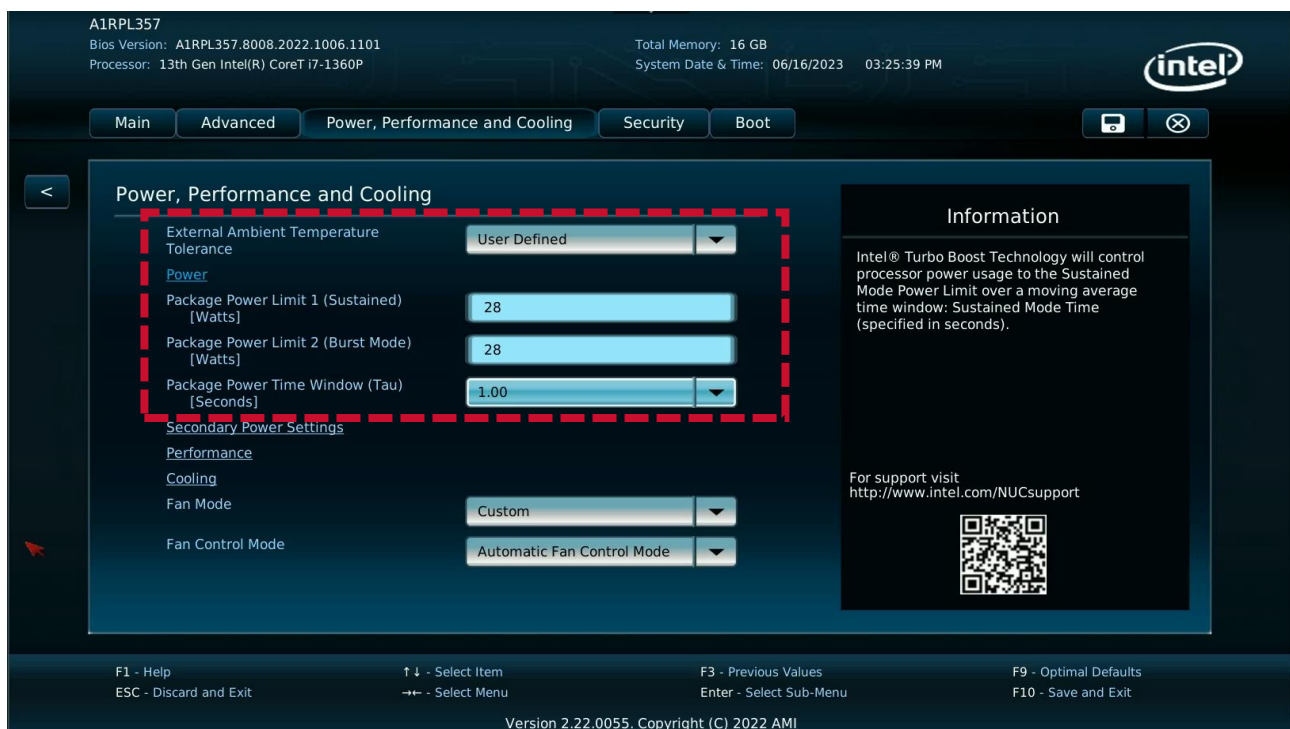 A1RPL357
Bios Version: A1RPL357.8008.2022.1006.1101
Total Memory: 16 GB
Processor: 13th Gen Intel(R) CoreT i7-1360P
System Date & Time: 06/16/2023 03:25:39 PM
intel
Main Advanced Power, Performance and Cooling Security Boot
<
Power, Performance and Cooling
External Ambient Temperature
Tolerance
User Defined
Power
Package Power Limit 1 (Sustained)
[Watts]
28
Package Power Limit 2 (Burst Mode)
[Watts]
28
Package Power Time Window (Tau)
[Seconds]
1.00
Secondary Power Settings
Performance
Cooling
Fan Mode
Custom
Fan Control Mode
Automatic Fan Control Mode
Information
Intel® Turbo Boost Technology will control
processor power usage to the Sustained
Mode Power Limit over a moving average
time window: Sustained Mode Time
(specified in seconds).
For support visit
http://www.intel.com/NUCsupport
F1 - Help ↑↓ - Select Item F3 - Previous Values F9 - Optimal Defaults
ESC - Discard and Exit →← - Select Menu Enter - Select Sub-Menu F10 - Save and Exit
Version 2.22.0055. Copyright (C) 2022 AMI